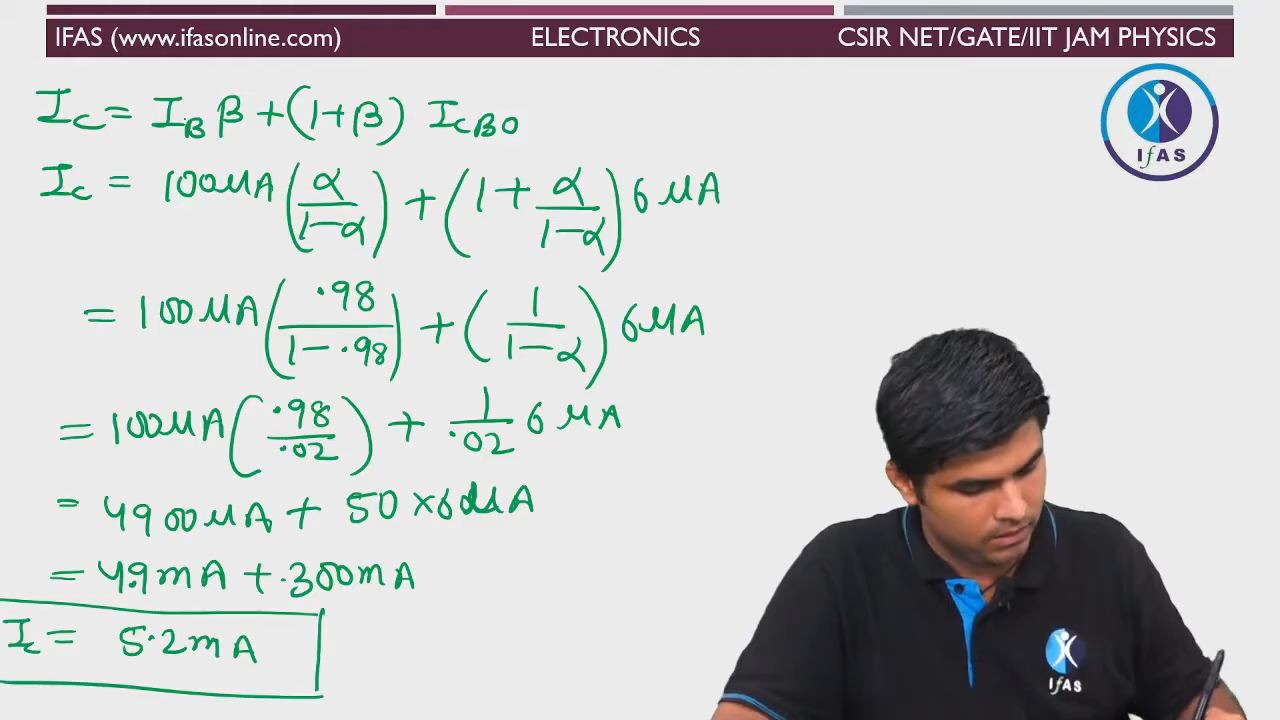 IFAS (www.ifasonline.com) ELECTRONICS CSIR NET/GATE/IIT JAM PHYSICS
IfAS
I_C = I_B β + (1+β) I_CBO
I_C = 100μA (α/(1-α)) + (1 + α/(1-α)) 6 μA
= 100μA (.98/(1-.98)) + (1/(1-α)) 6μA
= 100μA (.98/.02) + 1/.02 6 μA
= 4900μA + 50 × 6μA
= 4.9mA + .300mA
I_C = 5.2mA
IfAS